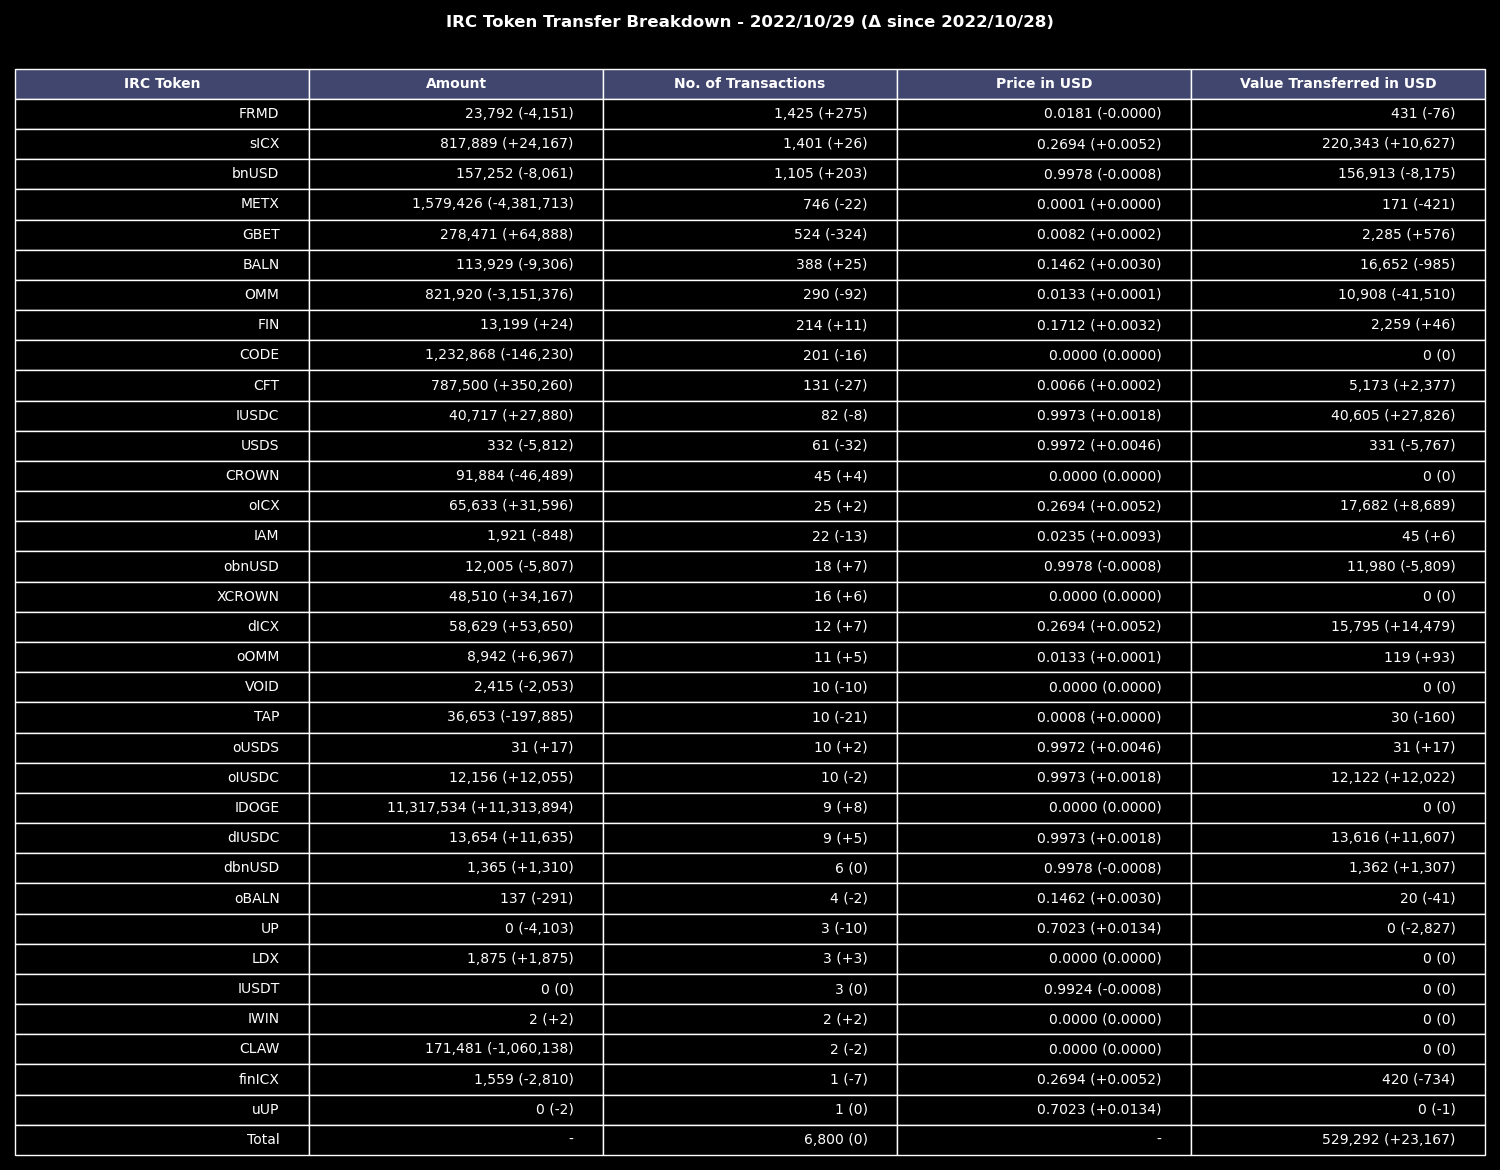 IRC Token Transfer Breakdown - 2022/10/29 (Δ since 2022/10/28)
IRC Token Amount No. of Transactions Price in USD Value Transferred in USD
FRMD 23,792 (-4,151) 1,425 (+275) 0.0181 (-0.0000) 431 (-76)
sICX 817,889 (+24,167) 1,401 (+26) 0.2694 (+0.0052) 220,343 (+10,627)
bnUSD 157,252 (-8,061) 1,105 (+203) 0.9978 (-0.0008) 156,913 (-8,175)
METX 1,579,426 (-4,381,713) 746 (-22) 0.0001 (+0.0000) 171 (-421)
GBET 278,471 (+64,888) 524 (-324) 0.0082 (+0.0002) 2,285 (+576)
BALN 113,929 (-9,306) 388 (+25) 0.1462 (+0.0030) 16,652 (-985)
OMM 821,920 (-3,151,376) 290 (-92) 0.0133 (+0.0001) 10,908 (-41,510)
FIN 13,199 (+24) 214 (+11) 0.1712 (+0.0032) 2,259 (+46)
CODE 1,232,868 (-146,230) 201 (-16) 0.0000 (0.0000) 0 (0)
CFT 787,500 (+350,260) 131 (-27) 0.0066 (+0.0002) 5,173 (+2,377)
IUSDC 40,717 (+27,880) 82 (-8) 0.9973 (+0.0018) 40,605 (+27,826)
USDS 332 (-5,812) 61 (-32) 0.9972 (+0.0046) 331 (-5,767)
CROWN 91,884 (-46,489) 45 (+4) 0.0000 (0.0000) 0 (0)
oICX 65,633 (+31,596) 25 (+2) 0.2694 (+0.0052) 17,682 (+8,689)
IAM 1,921 (-848) 22 (-13) 0.0235 (+0.0093) 45 (+6)
obnUSD 12,005 (-5,807) 18 (+7) 0.9978 (-0.0008) 11,980 (-5,809)
XCROWN 48,510 (+34,167) 16 (+6) 0.0000 (0.0000) 0 (0)
dICX 58,629 (+53,650) 12 (+7) 0.2694 (+0.0052) 15,795 (+14,479)
oOMM 8,942 (+6,967) 11 (+5) 0.0133 (+0.0001) 119 (+93)
VOID 2,415 (-2,053) 10 (-10) 0.0000 (0.0000) 0 (0)
TAP 36,653 (-197,885) 10 (-21) 0.0008 (+0.0000) 30 (-160)
oUSDS 31 (+17) 10 (+2) 0.9972 (+0.0046) 31 (+17)
oIUSDC 12,156 (+12,055) 10 (-2) 0.9973 (+0.0018) 12,122 (+12,022)
IDOGE 11,317,534 (+11,313,894) 9 (+8) 0.0000 (0.0000) 0 (0)
dIUSDC 13,654 (+11,635) 9 (+5) 0.9973 (+0.0018) 13,616 (+11,607)
dbnUSD 1,365 (+1,310) 6 (0) 0.9978 (-0.0008) 1,362 (+1,307)
oBALN 137 (-291) 4 (-2) 0.1462 (+0.0030) 20 (-41)
UP 0 (-4,103) 3 (-10) 0.7023 (+0.0134) 0 (-2,827)
LDX 1,875 (+1,875) 3 (+3) 0.0000 (0.0000) 0 (0)
IUSDT 0 (0) 3 (0) 0.9924 (-0.0008) 0 (0)
IWIN 2 (+2) 2 (+2) 0.0000 (0.0000) 0 (0)
CLAW 171,481 (-1,060,138) 2 (-2) 0.0000 (0.0000) 0 (0)
finICX 1,559 (-2,810) 1 (-7) 0.2694 (+0.0052) 420 (-734)
uUP 0 (-2) 1 (0) 0.7023 (+0.0134) 0 (-1)
Total - 6,800 (0) - 529,292 (+23,167)